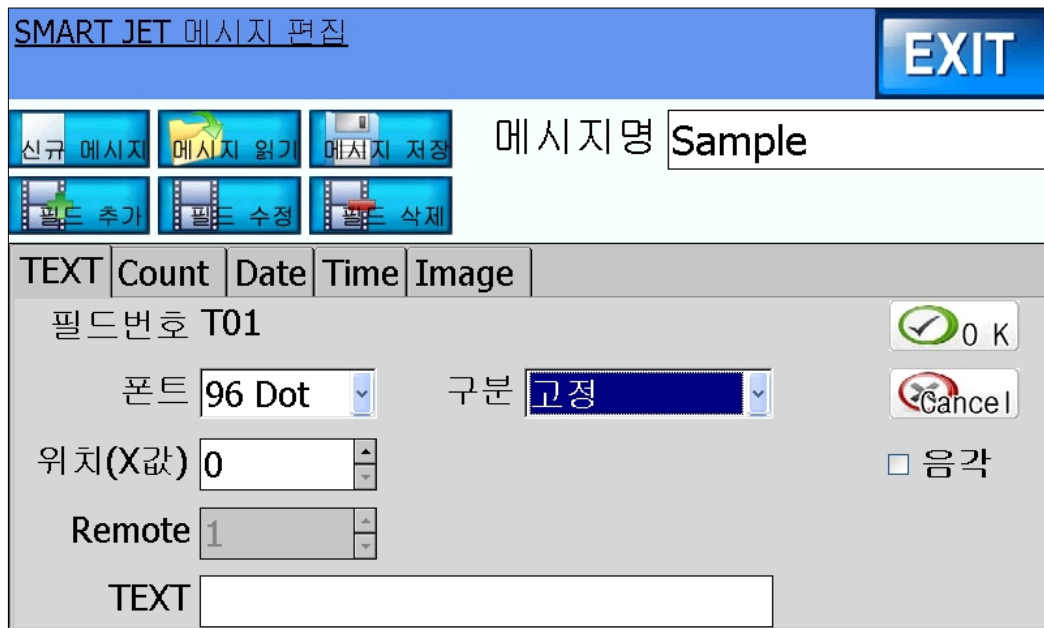 SMART JET 메시지 편집
EXIT
신규 메시지 메시지 읽기 메시지 저장
메시지명 Sample
필드 추가 필드 수정 필드 삭제
TEXT Count Date Time Image
필드번호 T01
O K
폰트 96 Dot 구분 고정
Cancel
위치(X값) 0
음각
Remote 1
TEXT